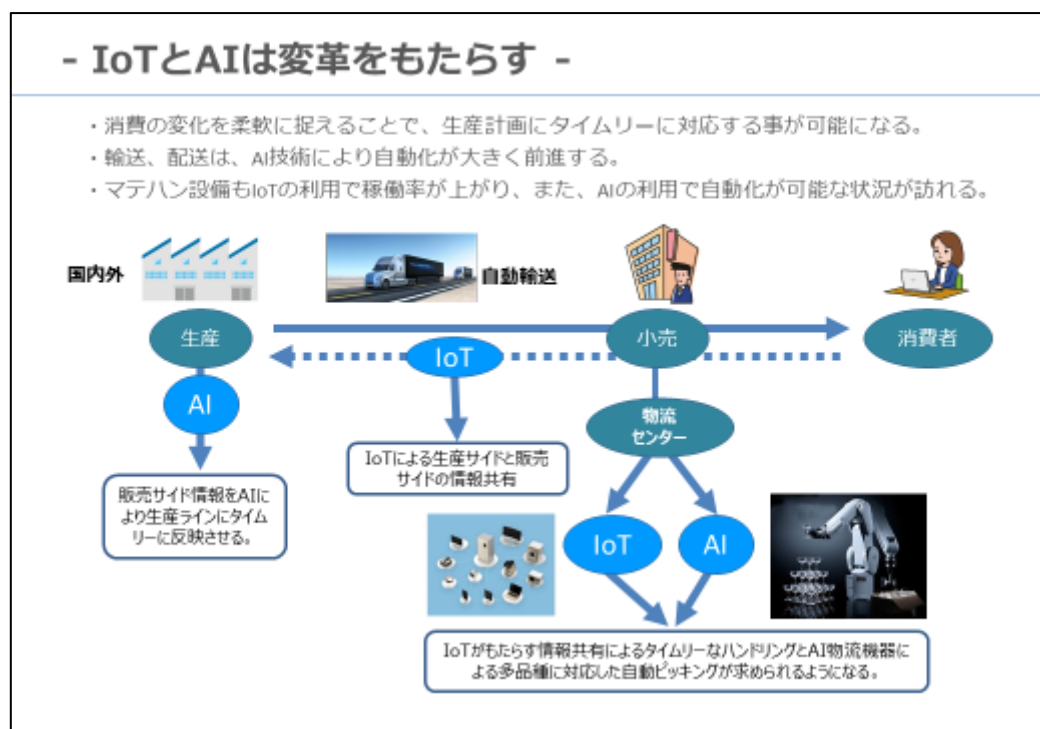 - IoTとAIは変革をもたらす -
・消費の変化を柔軟に捉えることで、生産計画にタイムリーに対応する事が可能になる。
・輸送、配送は、AI技術により自動化が大きく前進する。
・マテハン設備もIoTの利用で稼働率が上がり、また、AIの利用で自動化が可能な状況が訪れる。
国内外
自動輸送
生産
小売
消費者
IoT
AI
物流
センター
IoTによる生産サイドと販売
サイドの情報共有
販売サイド情報をAIに
より生産ラインにタイム
リーに反映させる。
IoT
AI
IoTがもたらす情報共有によるタイムリーなハンドリングとAI物流機器に
よる多品種に対応した自動ピッキングが求められるようになる。